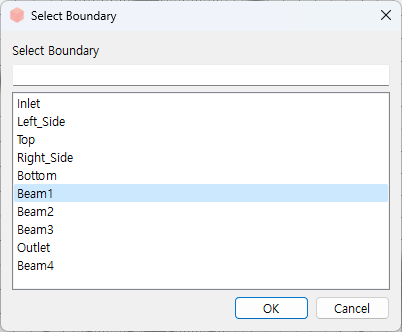 Select Boundary
Select Boundary
Inlet
Left_Side
Top
Right_Side
Bottom
Beam1
Beam2
Beam3
Outlet
Beam4
OK
Cancel